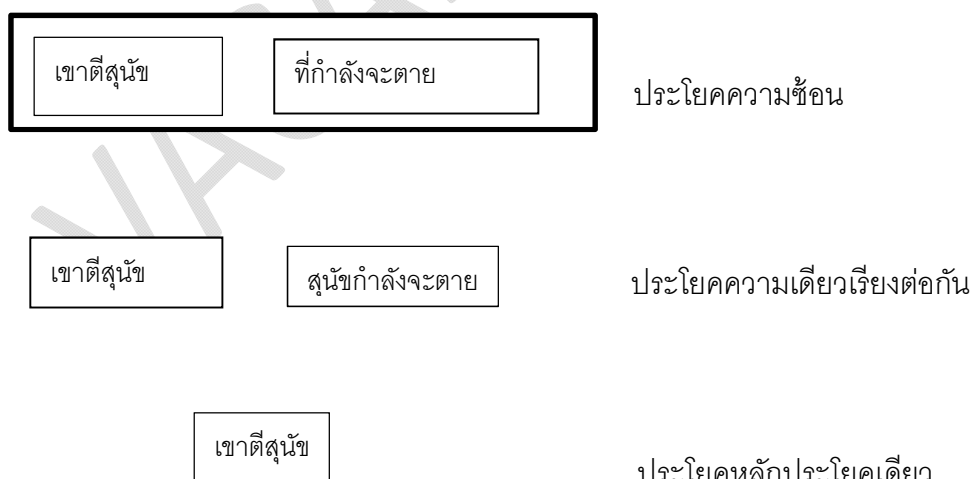 เขาตีสุนัข ที่กำลังจะตาย ประโยคความซ้อน
เขาตีสุนัข สุนัขกำลังจะตาย ประโยคความเดียวเรียงต่อกัน
เขาตีสุนัข ประโยคหลักประโยคเดียว